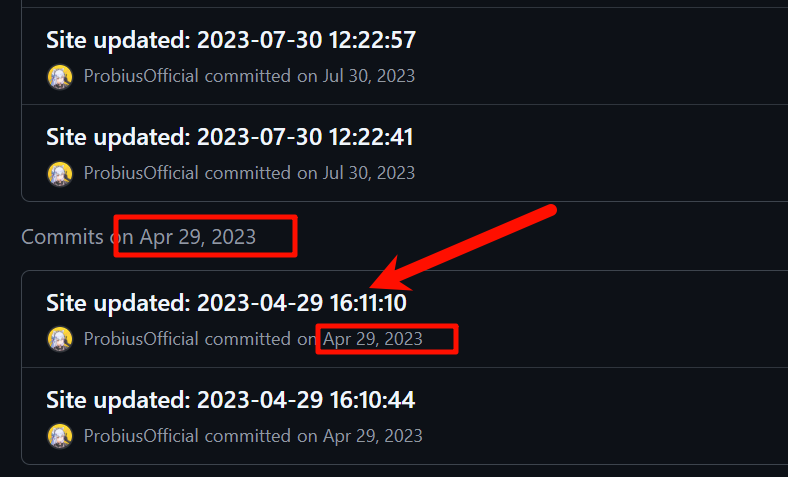 Site updated: 2023-07-30 12:22:57
ProbiusOfficial committed on Jul 30, 2023
Site updated: 2023-07-30 12:22:41
ProbiusOfficial committed on Jul 30, 2023
Commits on Apr 29, 2023
Site updated: 2023-04-29 16:11:10
ProbiusOfficial committed on Apr 29, 2023
Site updated: 2023-04-29 16:10:44
ProbiusOfficial committed on Apr 29, 2023